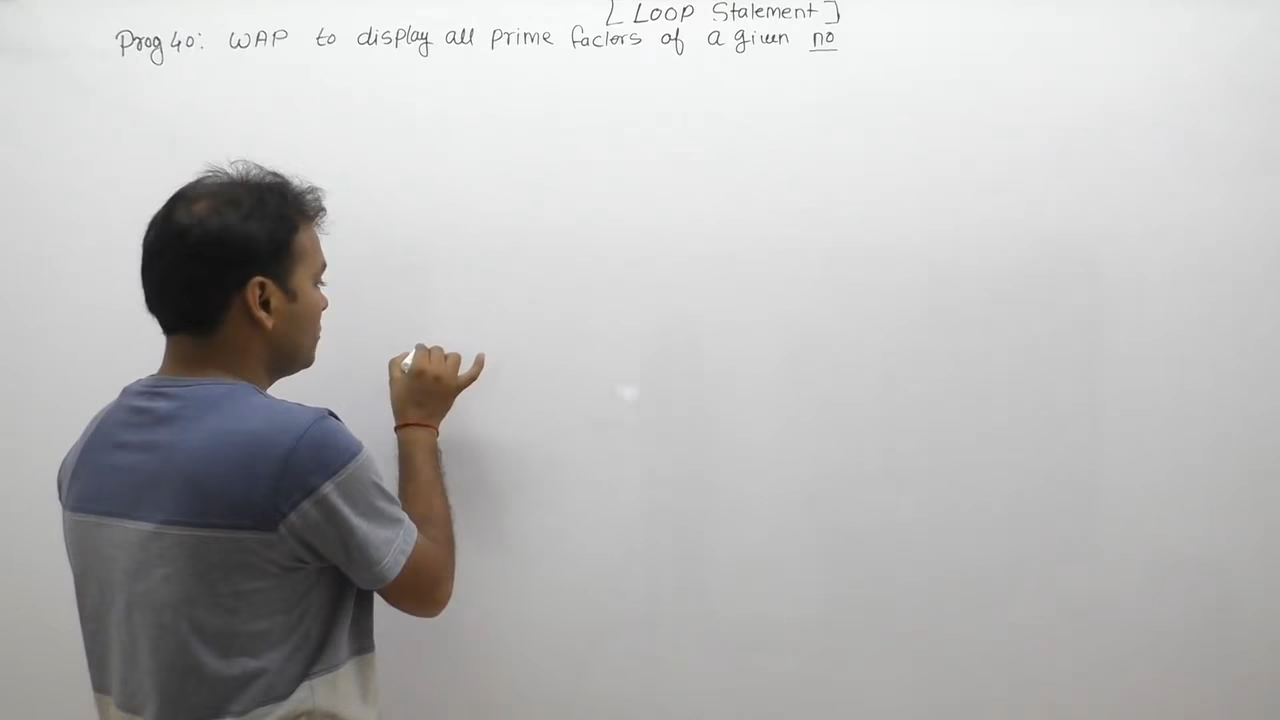 [ LOOP Statement ]
Prog 40: WAP to display all prime factors of a given no